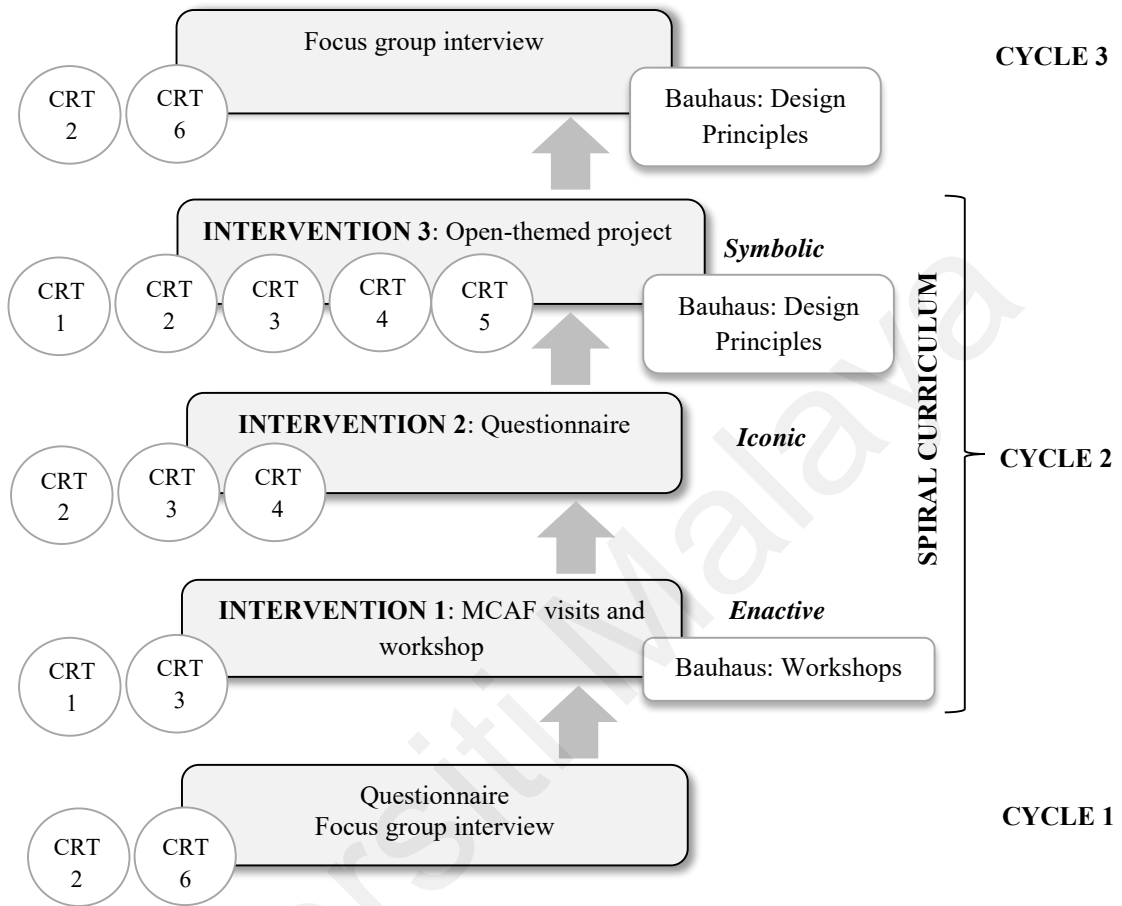 Focus group interview
CYCLE 3
CRT
2
CRT
6
Bauhaus: Design
Principles
INTERVENTION 3: Open-themed project
Symbolic
CRT
1
CRT
2
CRT
3
CRT
4
CRT
5
Bauhaus: Design
Principles
INTERVENTION 2: Questionnaire
Iconic
CRT
2
CRT
3
CRT
4
SPIRAL CURRICULUM
CYCLE 2
INTERVENTION 1: MCAF visits and
workshop
Enactive
CRT
1
CRT
3
Bauhaus: Workshops
Questionnaire
Focus group interview
CYCLE 1
CRT
2
CRT
6
ersiti Malaya